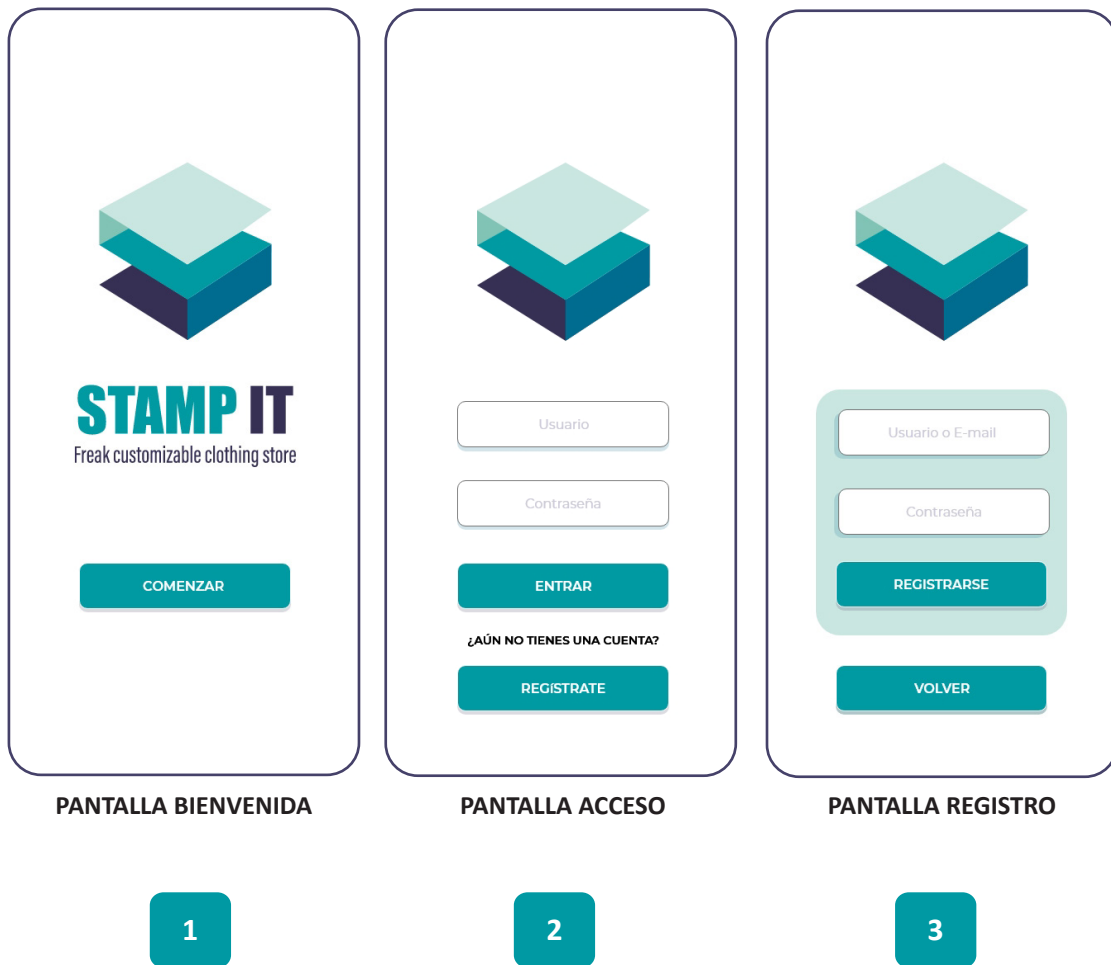 STAMP IT
Freak customizable clothing store
COMENZAR
PANTALLA BIENVENIDA
1
Usuario
Contraseña
ENTRAR
¿AÚN NO TIENES UNA CUENTA?
REGÍSTRATE
PANTALLA ACCESO
2
Usuario o E-mail
Contraseña
REGISTRARSE
VOLVER
PANTALLA REGISTRO
3